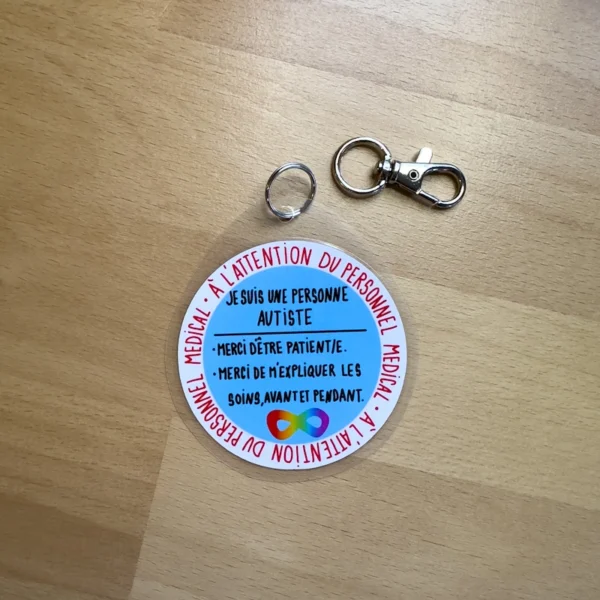 À L'ATTENTION DU PERSONNEL MEDICAL · À L'ATTENTION DU PERSONNEL MEDICAL ·
JE SUIS UNE PERSONNE
AUTISTE
· MERCI D'ÊTRE PATIENT/E.
· MERCI DE M'EXPLIQUER LES
SOINS, AVANT ET PENDANT.